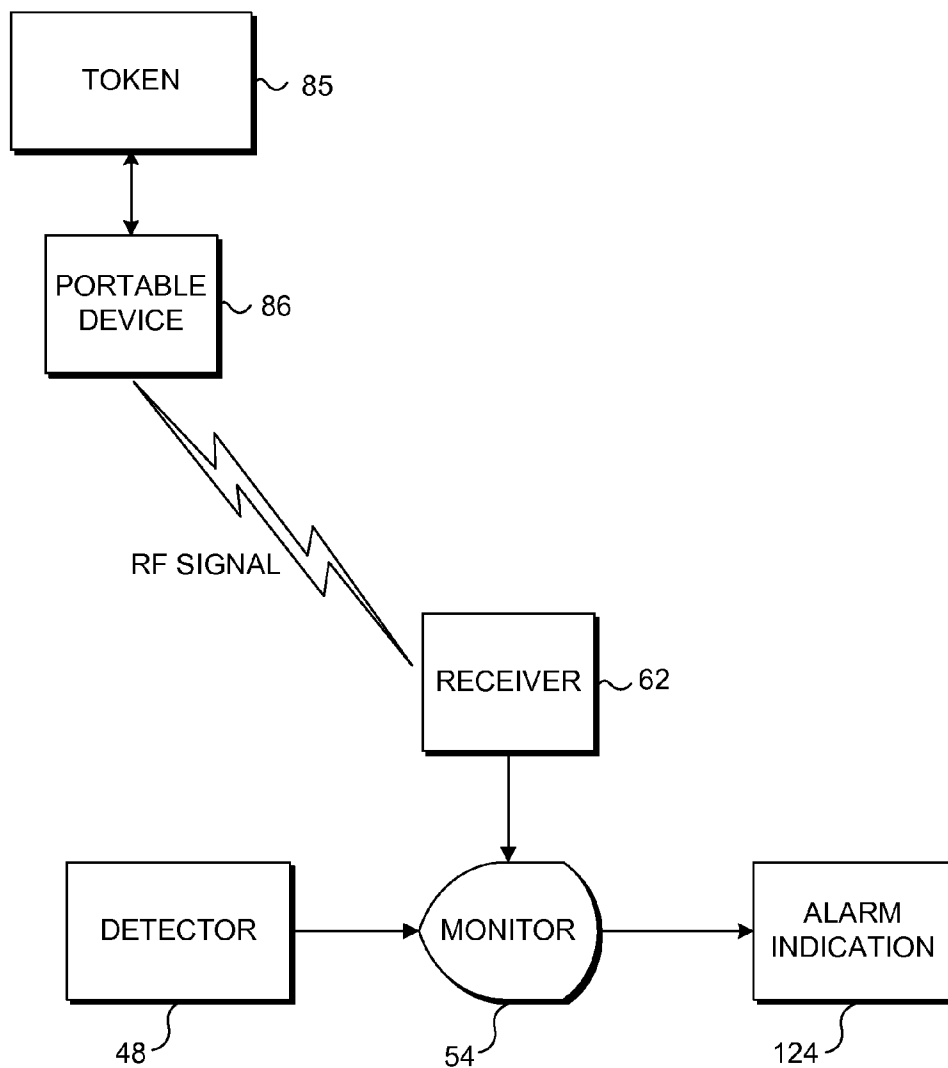 TOKEN
85
PORTABLE
DEVICE
86
RF SIGNAL
RECEIVER
62
DETECTOR
48
MONITOR
54
ALARM
INDICATION
124